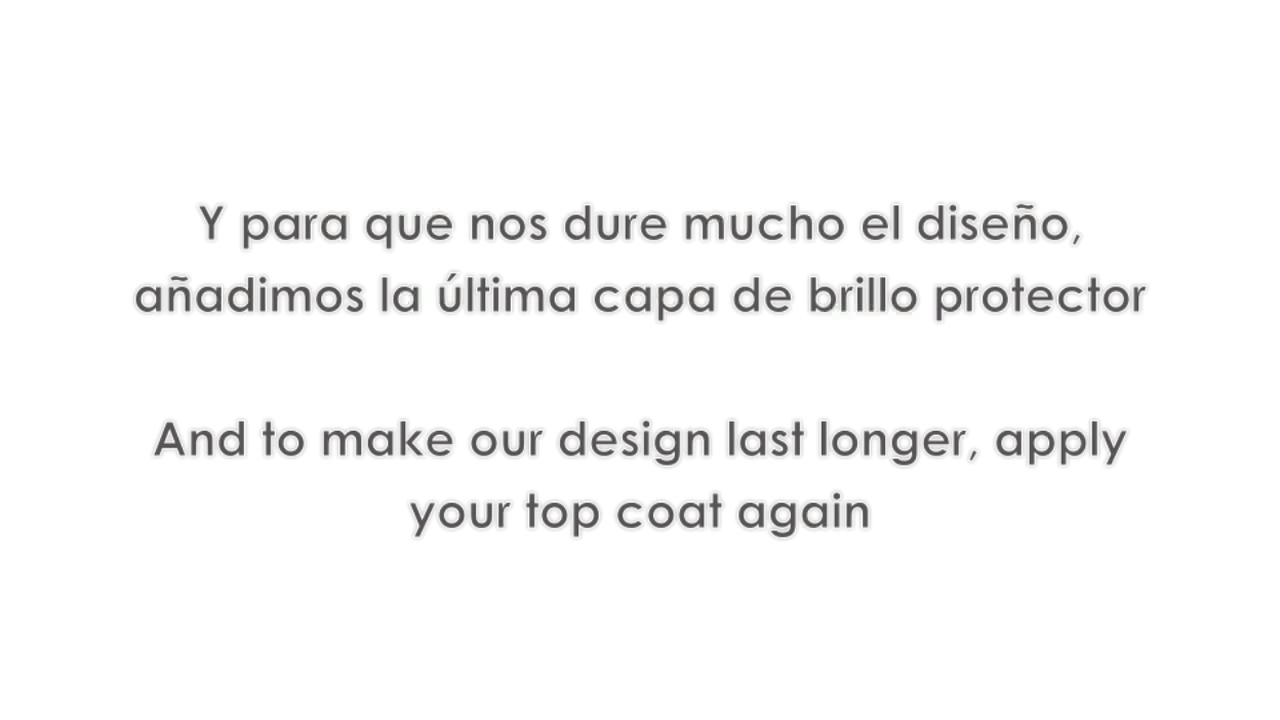 Y para que nos dure mucho el diseño,
añadimos la última capa de brillo protector
And to make our design last longer, apply
your top coat again